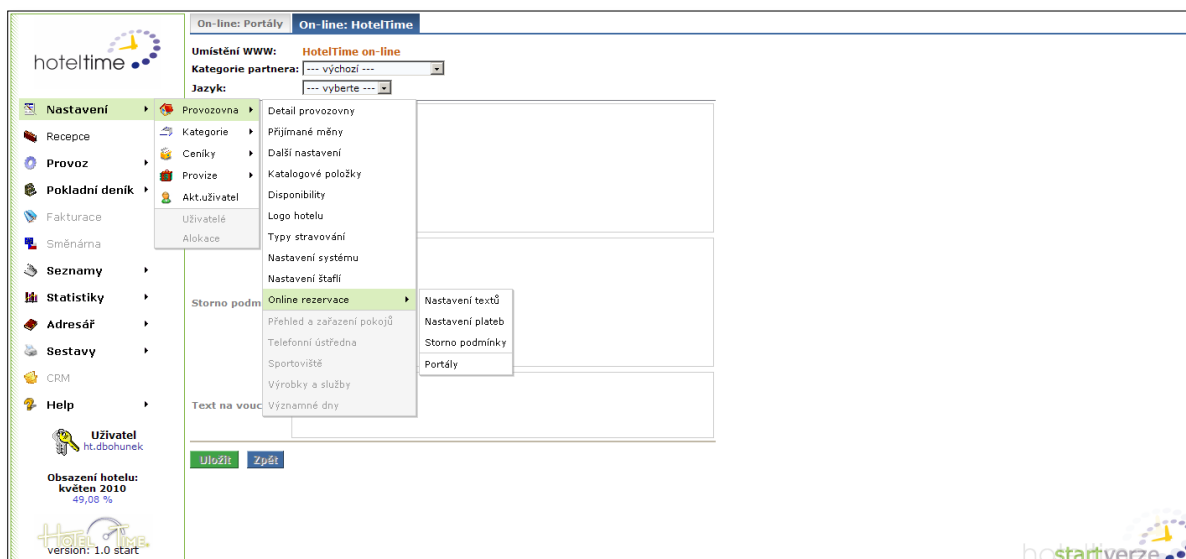 On-line: Portály
On-line: HotelTime
hoteltime
Umístění WWW: HotelTime on-line
Kategorie partnera: --- výchozí ---
Jazyk: --- vyberte ---
Nastavení
Recepce
Provoz
Pokladní deník
Fakturace
Směnárna
Seznamy
Statistiky
Adresář
Sestavy
CRM
Help
Provozovna
Kategorie
Ceníky
Provize
Akt.uživatel
Uživatelé
Alokace
Detail provozovny
Přijímané měny
Další nastavení
Katalogové položky
Disponibility
Logo hotelu
Typy stravování
Nastavení systému
Nastavení štaflí
Online rezervace
Přehled a zařazení pokojů
Telefonní ústředna
Sportoviště
Výrobky a služby
Významné dny
Nastavení textů
Nastavení plateb
Storno podmínky
Portály
Storno podm
Text na vouc
Uložit
Zpět
Uživatel
ht.dbohunek
Obsazení hotelu:
květen 2010
49,08 %
HOTEL TIME
version: 1.0 start
startverze